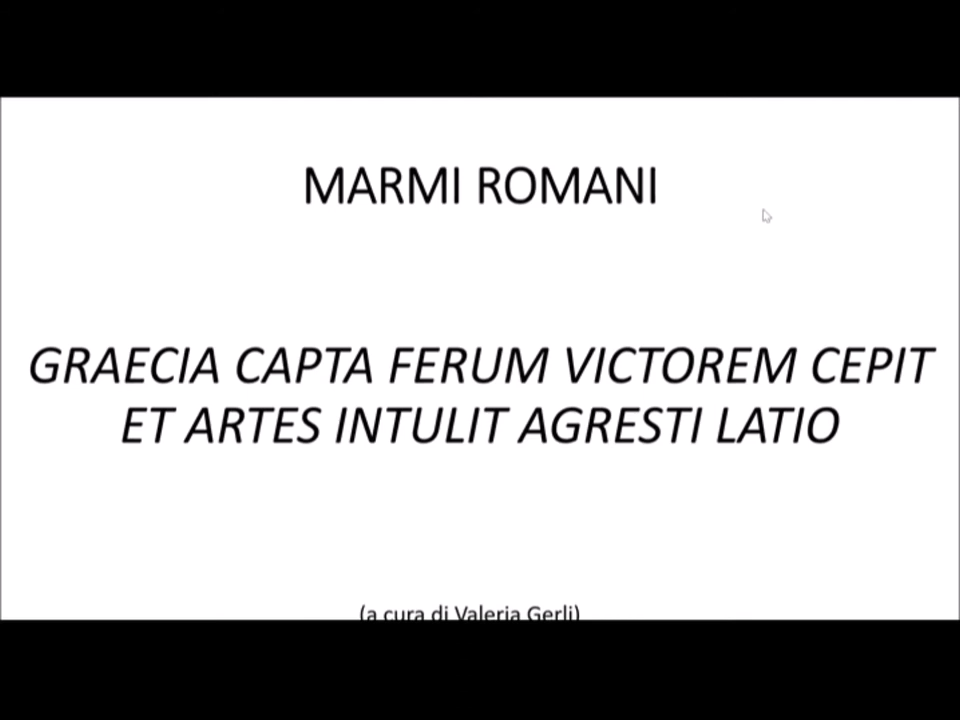 MARMI ROMANI
GRAECIA CAPTA FERUM VICTOREM CEPIT
ET ARTES INTULIT AGRESTI LATIO
(a cura di Valeria Gerli)